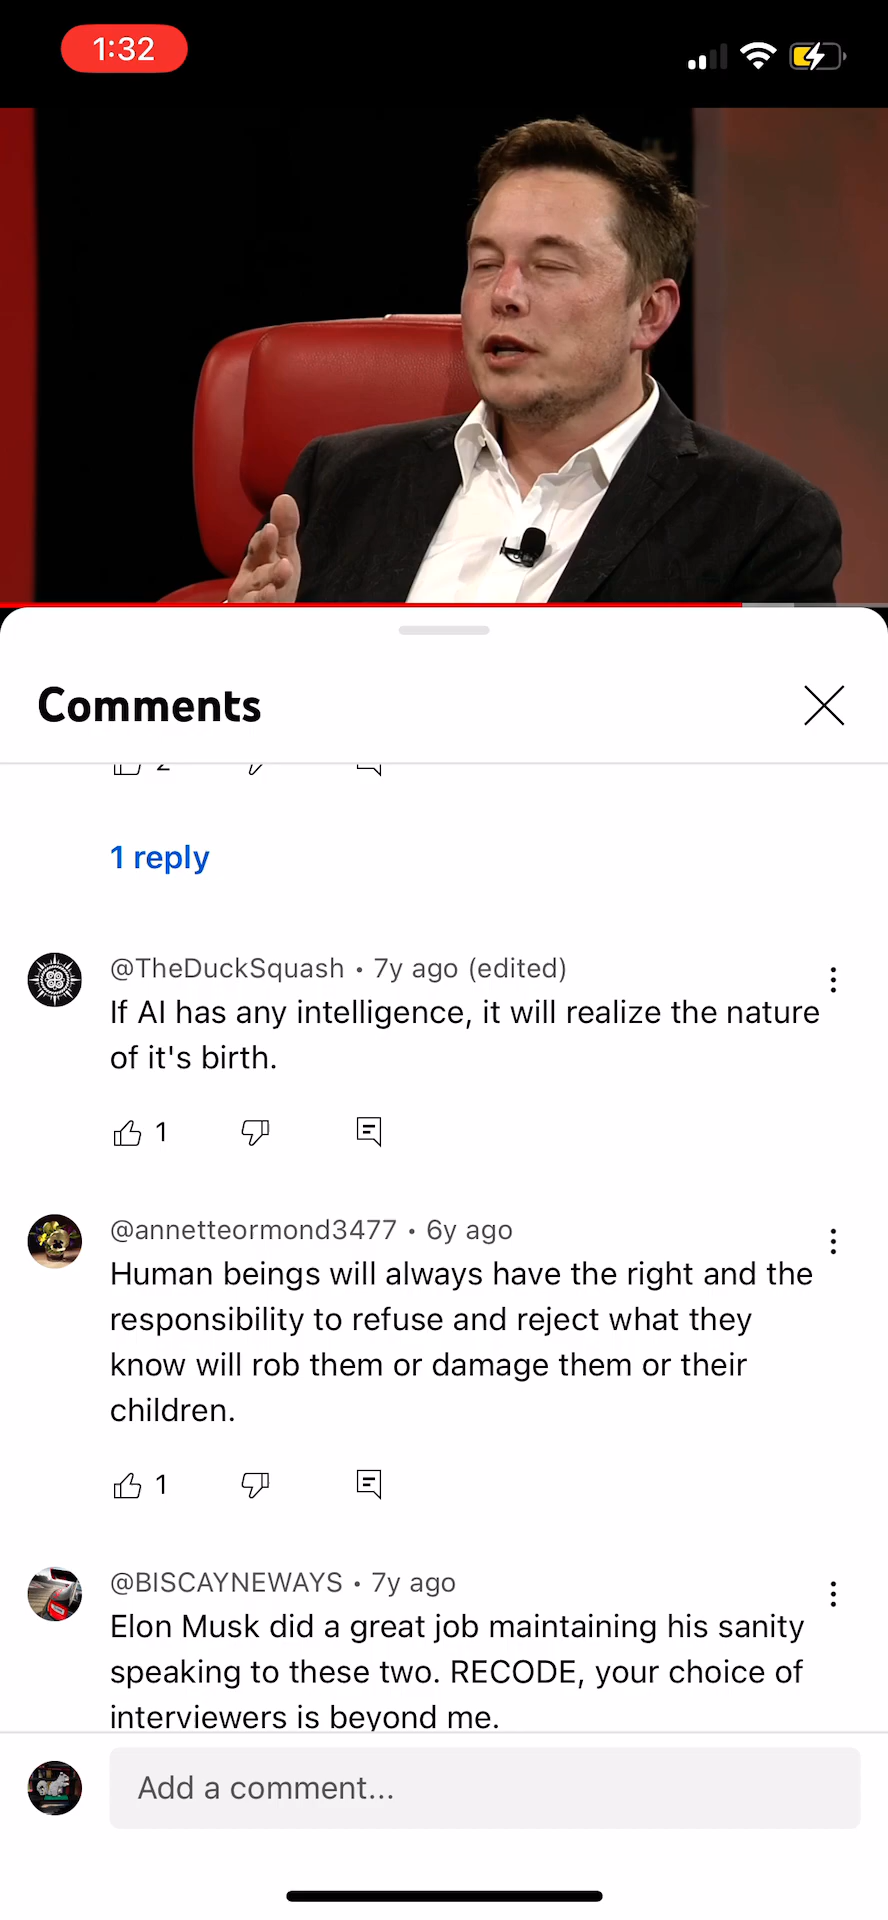 1:32
Comments
2
1 reply
@TheDuckSquash • 7y ago (edited)
If AI has any intelligence, it will realize the nature
of it's birth.
1
@annetteormond3477 • 6y ago
Human beings will always have the right and the
responsibility to refuse and reject what they
know will rob them or damage them or their
children.
1
@BISCAYNEWAYS • 7y ago
Elon Musk did a great job maintaining his sanity
speaking to these two. RECODE, your choice of
interviewers is beyond me.
Add a comment...